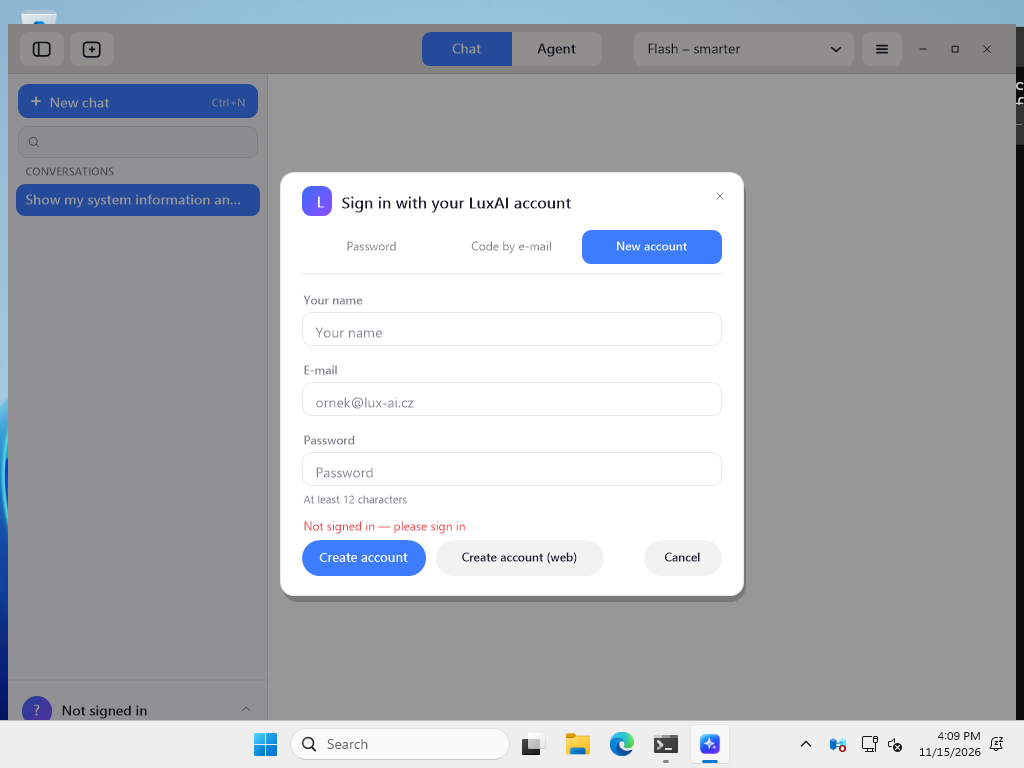 Chat
Agent
Flash – smarter
+ New chat
Ctrl+N
CONVERSATIONS
Show my system information an...
L
Sign in with your LuxAI account
Password
Code by e-mail
New account
Your name
Your name
E-mail
ornek@lux-ai.cz
Password
Password
At least 12 characters
Not signed in — please sign in
Create account
Create account (web)
Cancel
?
Not signed in
Search
4:09 PM
11/15/2026